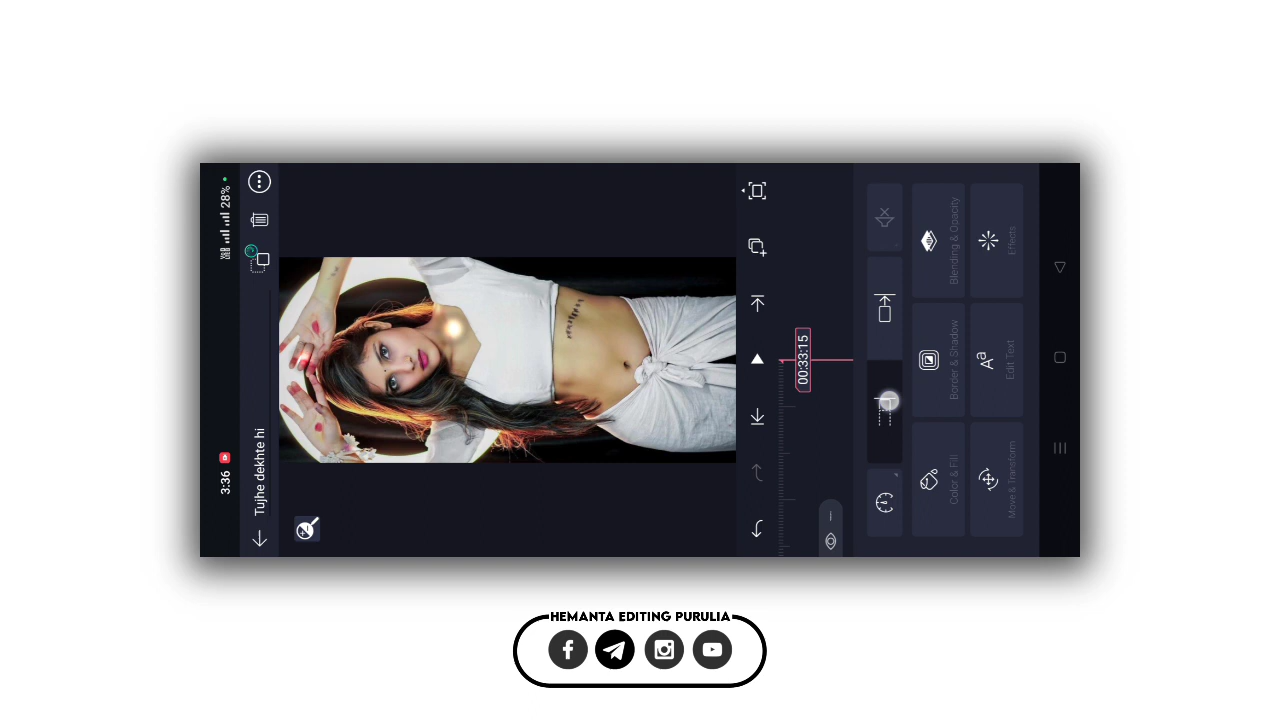 3:36
28%
Tujhe dekhte hi
00:33:15
Blending & Opacity
Effects
Border & Shadow
Edit Text
Color & Fill
Move & Transform
HEMANTA EDITING PURULIA